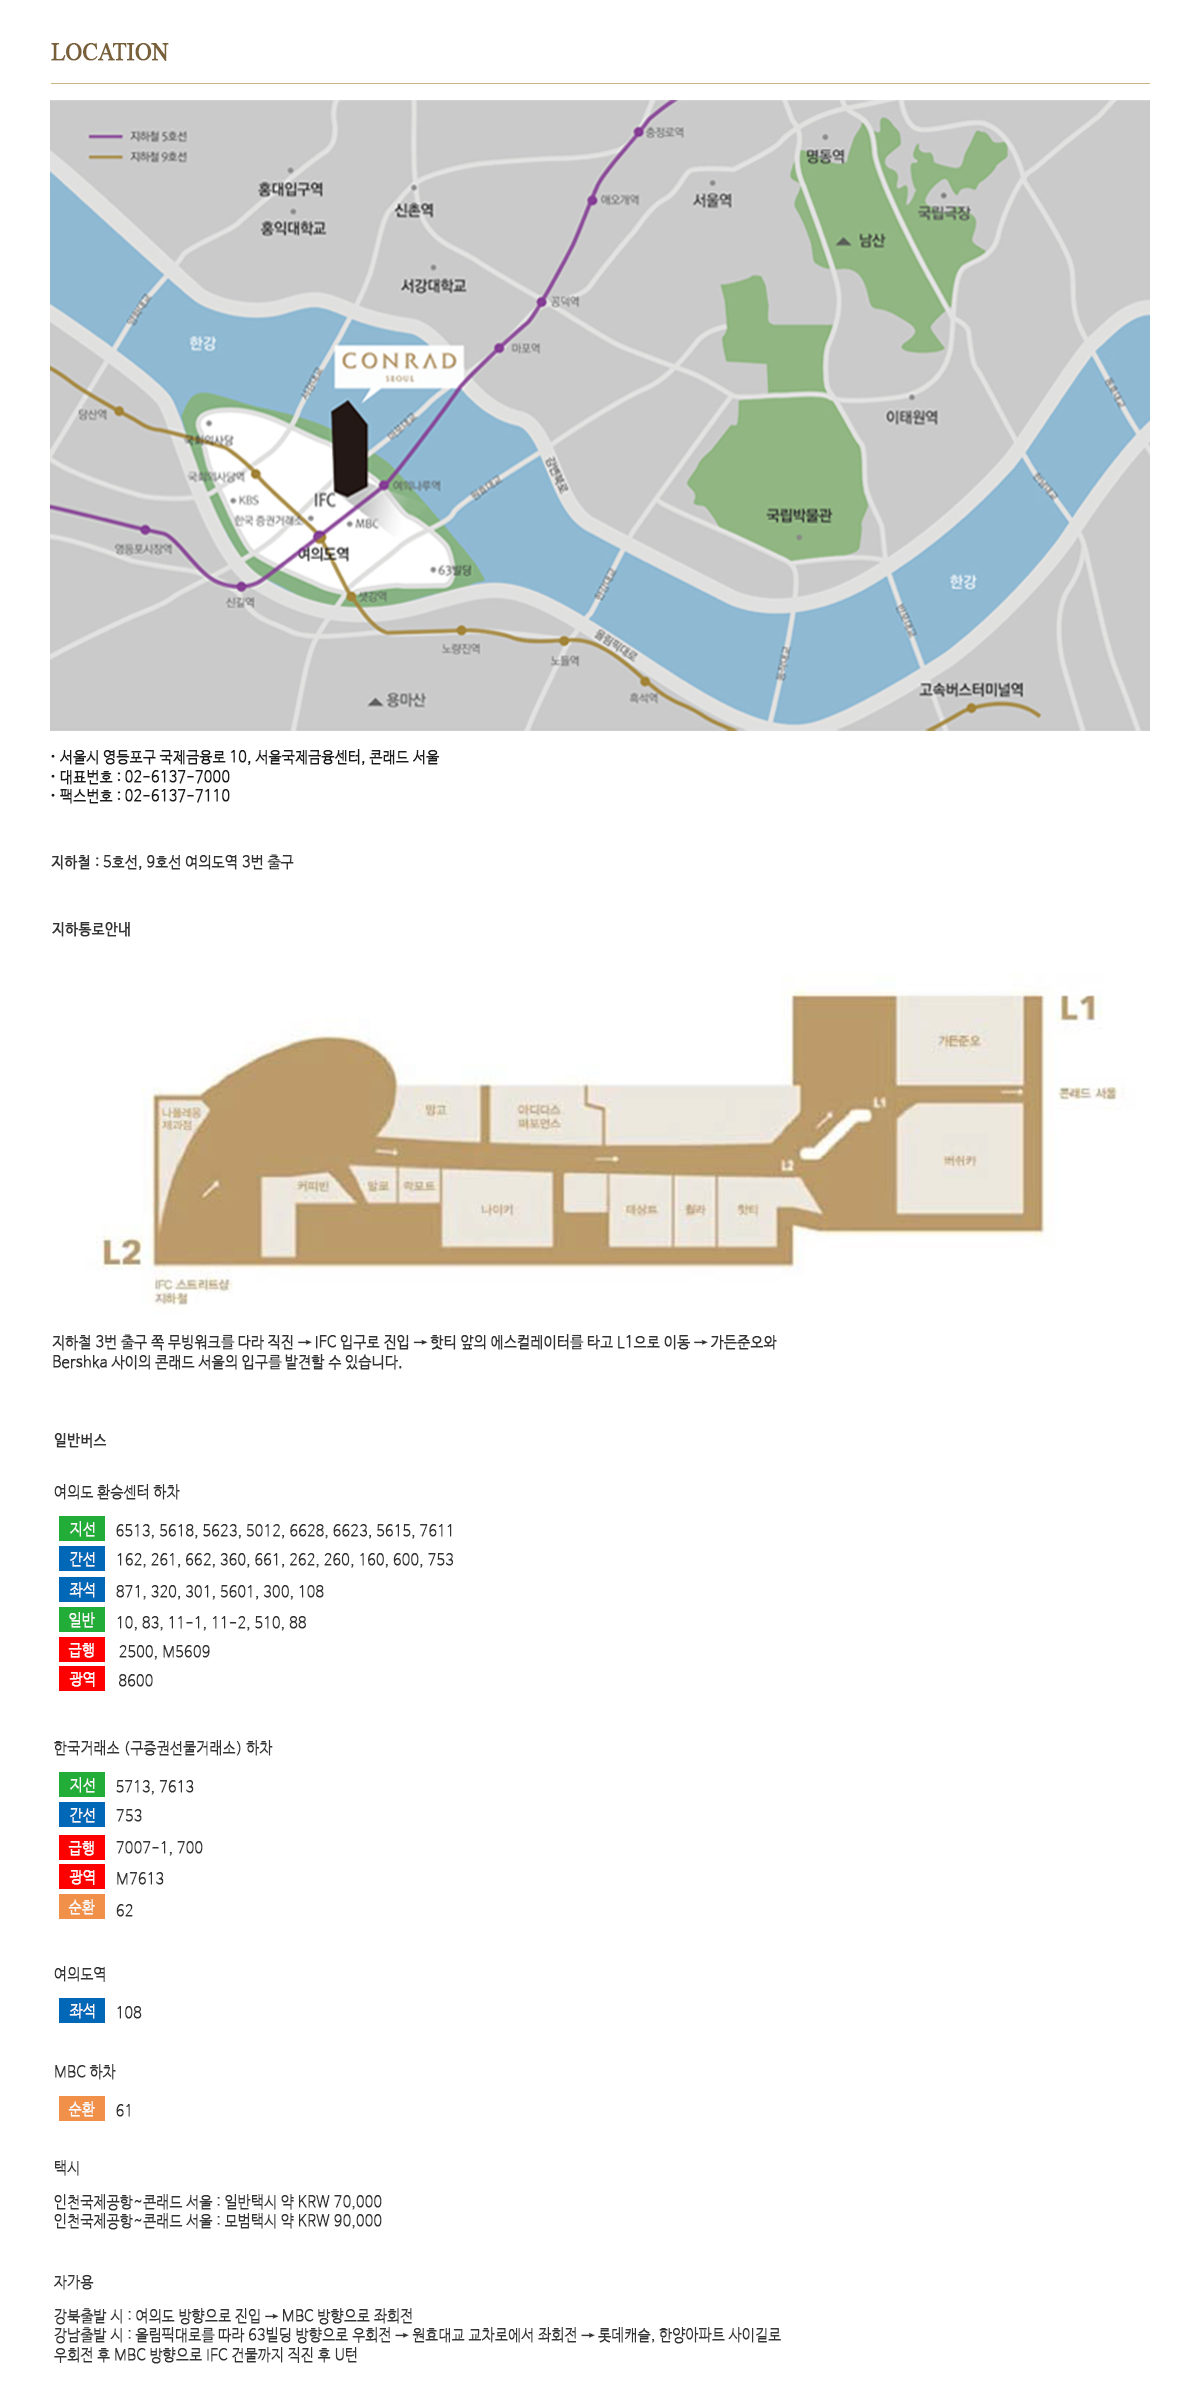 LOCATION
지하철 5호선
지하철 9호선
충정로역
명동역
홍대입구역
신촌역
애오개역
서울역
국립극장
홍익대학교
남산
서강대학교
공덕역
한강
마포역
CONRAD
SEOUL
당산역
이태원역
국회의사당
강변북로
국회의사당역
여의나루역
KBS
IFC
한국 증권거래소
MBC
국립박물관
영등포시장역
여의도역
63빌딩
한강
신길역
샛강역
노량진역
올림픽대로
노들역
고속버스터미널역
용마산
흑석역
· 서울시 영등포구 국제금융로 10, 서울국제금융센터, 콘래드 서울
· 대표번호 : 02-6137-7000
· 팩스번호 : 02-6137-7110
지하철 : 5호선, 9호선 여의도역 3번 출구
지하통로안내
L1
가든준오
콘래드 서울
나폴레옹
제과점
망고
아디다스
퍼포먼스
L1
버쉬카
L2
커피빈
알로
락포트
나이키
데상트
휠라
핫티
L2
IFC 스트리트샵
지하철
지하철 3번 출구 쪽 무빙워크를 다라 직진 → IFC 입구로 진입 → 핫티 앞의 에스컬레이터를 타고 L1으로 이동 → 가든준오와
Bershka 사이의 콘래드 서울의 입구를 발견할 수 있습니다.
일반버스
여의도 환승센터 하차
지선 6513, 5618, 5623, 5012, 6628, 6623, 5615, 7611
간선 162, 261, 662, 360, 661, 262, 260, 160, 600, 753
좌석 871, 320, 301, 5601, 300, 108
일반 10, 83, 11-1, 11-2, 510, 88
급행 2500, M5609
광역 8600
한국거래소 (구증권선물거래소) 하차
지선 5713, 7613
간선 753
급행 7007-1, 700
광역 M7613
순환 62
여의도역
좌석 108
MBC 하차
순환 61
택시
인천국제공항~콘래드 서울 : 일반택시 약 KRW 70,000
인천국제공항~콘래드 서울 : 모범택시 약 KRW 90,000
자가용
강북출발 시 : 여의도 방향으로 진입 → MBC 방향으로 좌회전
강남출발 시 : 올림픽대로를 따라 63빌딩 방향으로 우회전 → 원효대교 교차로에서 좌회전 → 롯데캐슬, 한양아파트 사이길로
우회전 후 MBC 방향으로 IFC 건물까지 직진 후 U턴